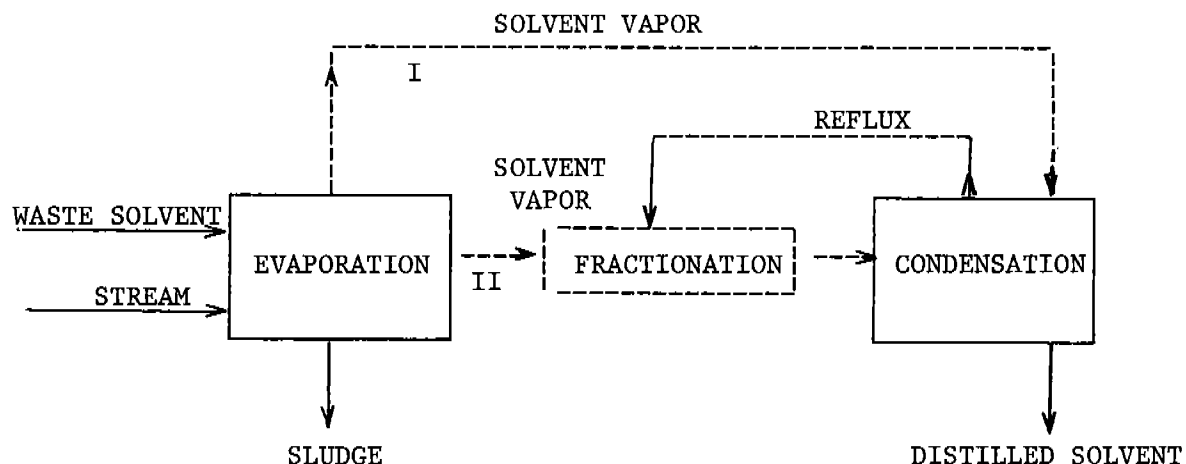 SOLVENT VAPOR
I
REFLUX
SOLVENT
VAPOR
WASTE SOLVENT
EVAPORATION
II
FRACTIONATION
CONDENSATION
STREAM
SLUDGE
DISTILLED SOLVENT